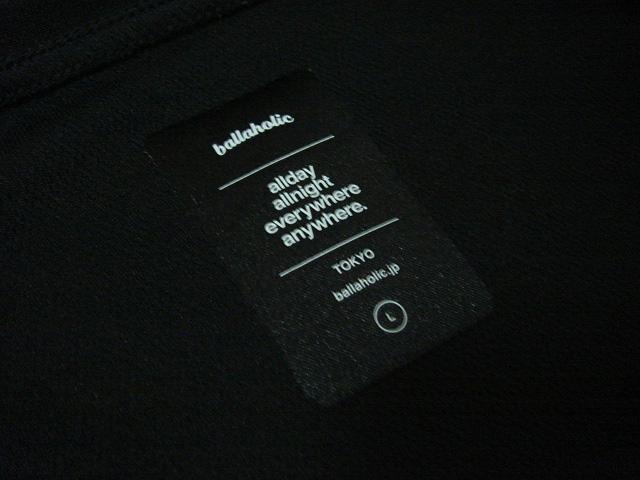 ballaholic
allday
allnight
everywhere
anywhere.
TOKYO
ballaholic.jp
L